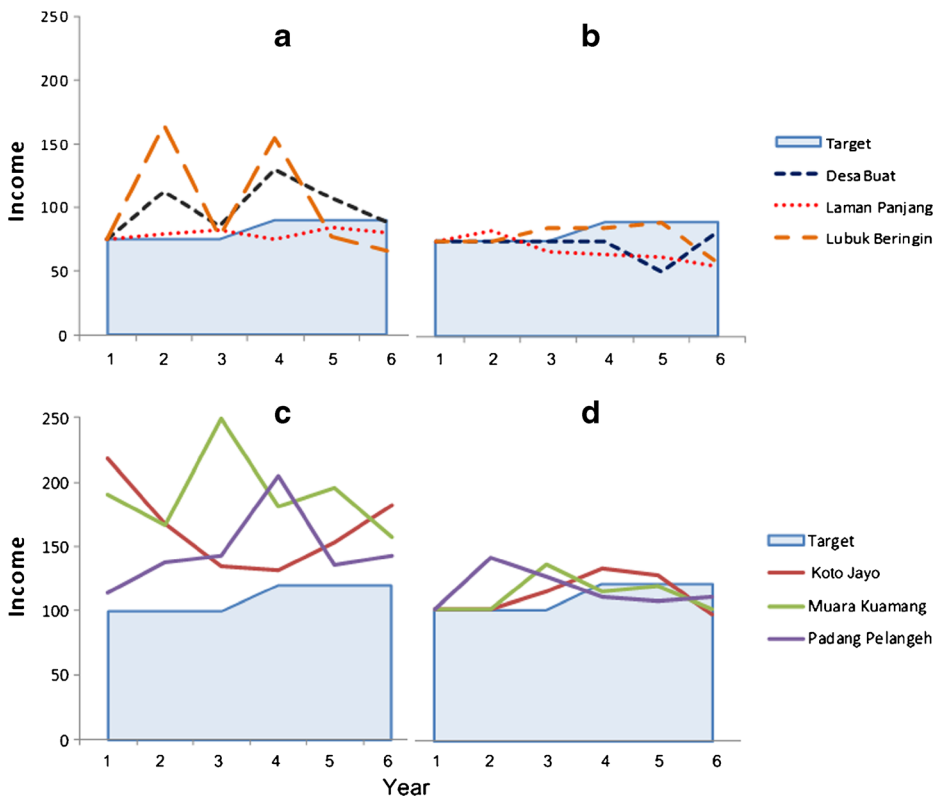 250
a
b
200
150
100
50
0
Income
1 2 3 4 5 6
1 2 3 4 5 6
Target
Desa Buat
Laman Panjang
Lubuk Beringin
250
c
d
200
150
100
50
0
Income
1 2 3 4 5 6
1 2 3 4 5 6
Year
Target
Koto Jayo
Muara Kuamang
Padang Pelangeh